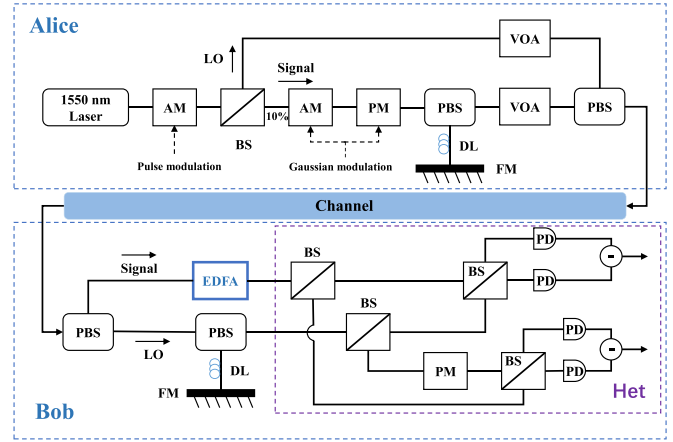 Alice
VOA
LO
Signal
1550 nm
Laser
AM
10%
AM
PM
PBS
VOA
PBS
BS
DL
Pulse modulation
Gaussian modulation
FM
Channel
Signal
EDFA
BS
BS
PD
PD
-
BS
PBS
LO
PBS
DL
FM
PM
BS
PD
PD
-
Het
Bob